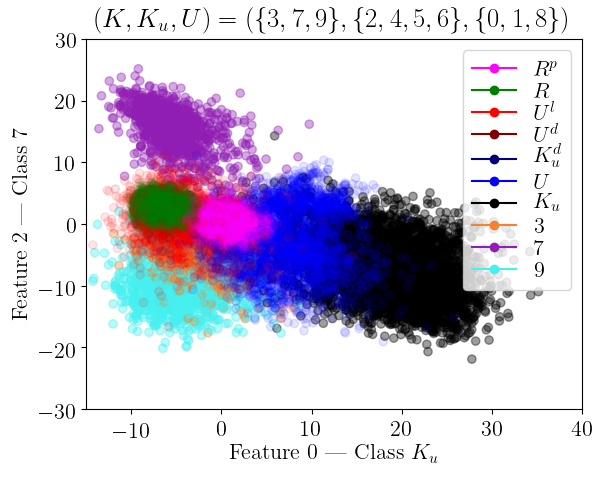 (K, K_u, U) = ({3, 7, 9}, {2, 4, 5, 6}, {0, 1, 8})
30
20
10
0
−10
−20
−30
Feature 2 — Class 7
R^p
R
U^l
U^d
K_u^d
U
K_u
3
7
9
−10 0 10 20 30 40
Feature 0 — Class K_u